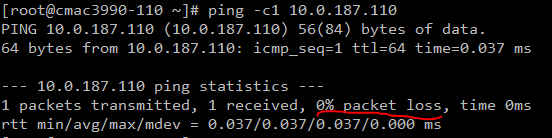 [root@cmac3990-110 ~]# ping -c1 10.0.187.110
PING 10.0.187.110 (10.0.187.110) 56(84) bytes of data.
64 bytes from 10.0.187.110: icmp_seq=1 ttl=64 time=0.037 ms

--- 10.0.187.110 ping statistics ---
1 packets transmitted, 1 received, 0% packet loss, time 0ms
rtt min/avg/max/mdev = 0.037/0.037/0.037/0.000 ms